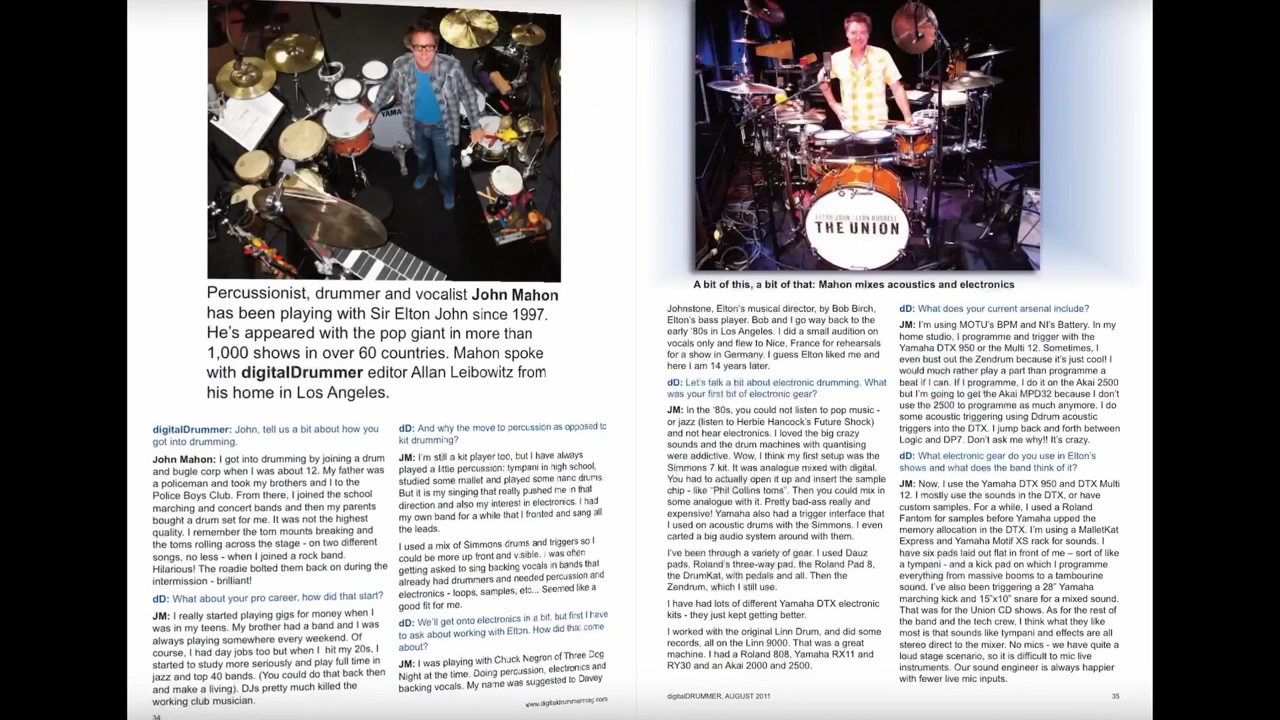 YAMA
Percussionist, drummer and vocalist John Mahon
has been playing with Sir Elton John since 1997.
He's appeared with the pop giant in more than
1,000 shows in over 60 countries. Mahon spoke
with digitalDrummer editor Allan Leibowitz from
his home in Los Angeles.
digitalDrummer: John, tell us a bit about how you
got into drumming.
John Mahon: I got into drumming by joining a drum
and bugle corp when I was about 12. My father was
a policeman and took my brothers and I to the
Police Boys Club. From there, I joined the school
marching and concert bands and then my parents
bought a drum set for me. It was not the highest
quality. I remember the tom mounts breaking and
the toms rolling across the stage - on two different
songs, no less - when I joined a rock band.
Hilarious! The roadie bolted them back on during the
intermission - brilliant!
dD: What about your pro career, how did that start?
JM: I really started playing gigs for money when I
was in my teens. My brother had a band and I was
always playing somewhere every weekend. Of
course, I had day jobs too but when I hit my 20s, I
started to study more seriously and play full time in
jazz and top 40 bands. (You could do that back then
and make a living). DJs pretty much killed the
working club musician.
34
dD: And why the move to percussion as opposed to
kit drumming?
JM: I'm still a kit player too, but I have always
played a little percussion: tympani in high school,
studied some mallet and played some hand drums.
But it is my singing that really pushed me in that
direction and also my interest in electronics. I had
my own band for a while that I fronted and sang all
the leads.
I used a mix of Simmons drums and triggers so I
could be more up front and visible. I was often
getting asked to sing backing vocals in bands that
already had drummers and needed percussion and
electronics - loops, samples, etc... Seemed like a
good fit for me.
dD: We'll get onto electronics in a bit, but first I have
to ask about working with Elton. How did that come
about?
JM: I was playing with Chuck Negron of Three Dog
Night at the time. Doing percussion, electronics and
backing vocals. My name was suggested to Davey
www.digitaldrummermag.com
ELTON JOHN - LEON RUSSELL
THE UNION
A bit of this, a bit of that: Mahon mixes acoustics and electronics
Johnstone, Elton's musical director, by Bob Birch,
Elton's bass player. Bob and I go way back to the
early '80s in Los Angeles. I did a small audition on
vocals only and flew to Nice, France for rehearsals
for a show in Germany. I guess Elton liked me and
here I am 14 years later.
dD: Let's talk a bit about electronic drumming. What
was your first bit of electronic gear?
JM: In the '80s, you could not listen to pop music -
or jazz (listen to Herbie Hancock's Future Shock)
and not hear electronics. I loved the big crazy
sounds and the drum machines with quantising
were addictive. Wow, I think my first setup was the
Simmons 7 kit. It was analogue mixed with digital.
You had to actually open it up and insert the sample
chip - like "Phil Collins toms". Then you could mix in
some analogue with it. Pretty bad-ass really and
expensive! Yamaha also had a trigger interface that
I used on acoustic drums with the Simmons. I even
carted a big audio system around with them.
I've been through a variety of gear. I used Dauz
pads, Roland's three-way pad, the Roland Pad 8,
the DrumKat, with pedals and all. Then the
Zendrum, which I still use.
I have had lots of different Yamaha DTX electronic
kits - they just kept getting better.
I worked with the original Linn Drum, and did some
records, all on the Linn 9000. That was a great
machine. I had a Roland 808, Yamaha RX11 and
RY30 and an Akai 2000 and 2500.
digitalDRUMMER, AUGUST 2011
dD: What does your current arsenal include?
JM: I'm using MOTU's BPM and NI's Battery. In my
home studio, I programme and trigger with the
Yamaha DTX 950 or the Multi 12. Sometimes, I
even bust out the Zendrum because it's just cool! I
would much rather play a part than programme a
beat if I can. If I programme, I do it on the Akai 2500
but I'm going to get the Akai MPD32 because I don't
use the 2500 to programme as much anymore. I do
some acoustic triggering using Ddrum acoustic
triggers into the DTX. I jump back and forth between
Logic and DP7. Don't ask me why!! It's crazy.
dD: What electronic gear do you use in Elton's
shows and what does the band think of it?
JM: Now, I use the Yamaha DTX 950 and DTX Multi
12. I mostly use the sounds in the DTX, or have
custom samples. For a while, I used a Roland
Fantom for samples before Yamaha upped the
memory allocation in the DTX. I'm using a MalletKat
Express and Yamaha Motif XS rack for sounds. I
have six pads laid out flat in front of me – sort of like
a tympani - and a kick pad on which I programme
everything from massive booms to a tambourine
sound. I've also been triggering a 28" Yamaha
marching kick and 15"x10" snare for a mixed sound.
That was for the Union CD shows. As for the rest of
the band and the tech crew, I think what they like
most is that sounds like tympani and effects are all
stereo direct to the mixer. No mics - we have quite a
loud stage scenario, so it is difficult to mic live
instruments. Our sound engineer is always happier
with fewer live mic inputs.
35